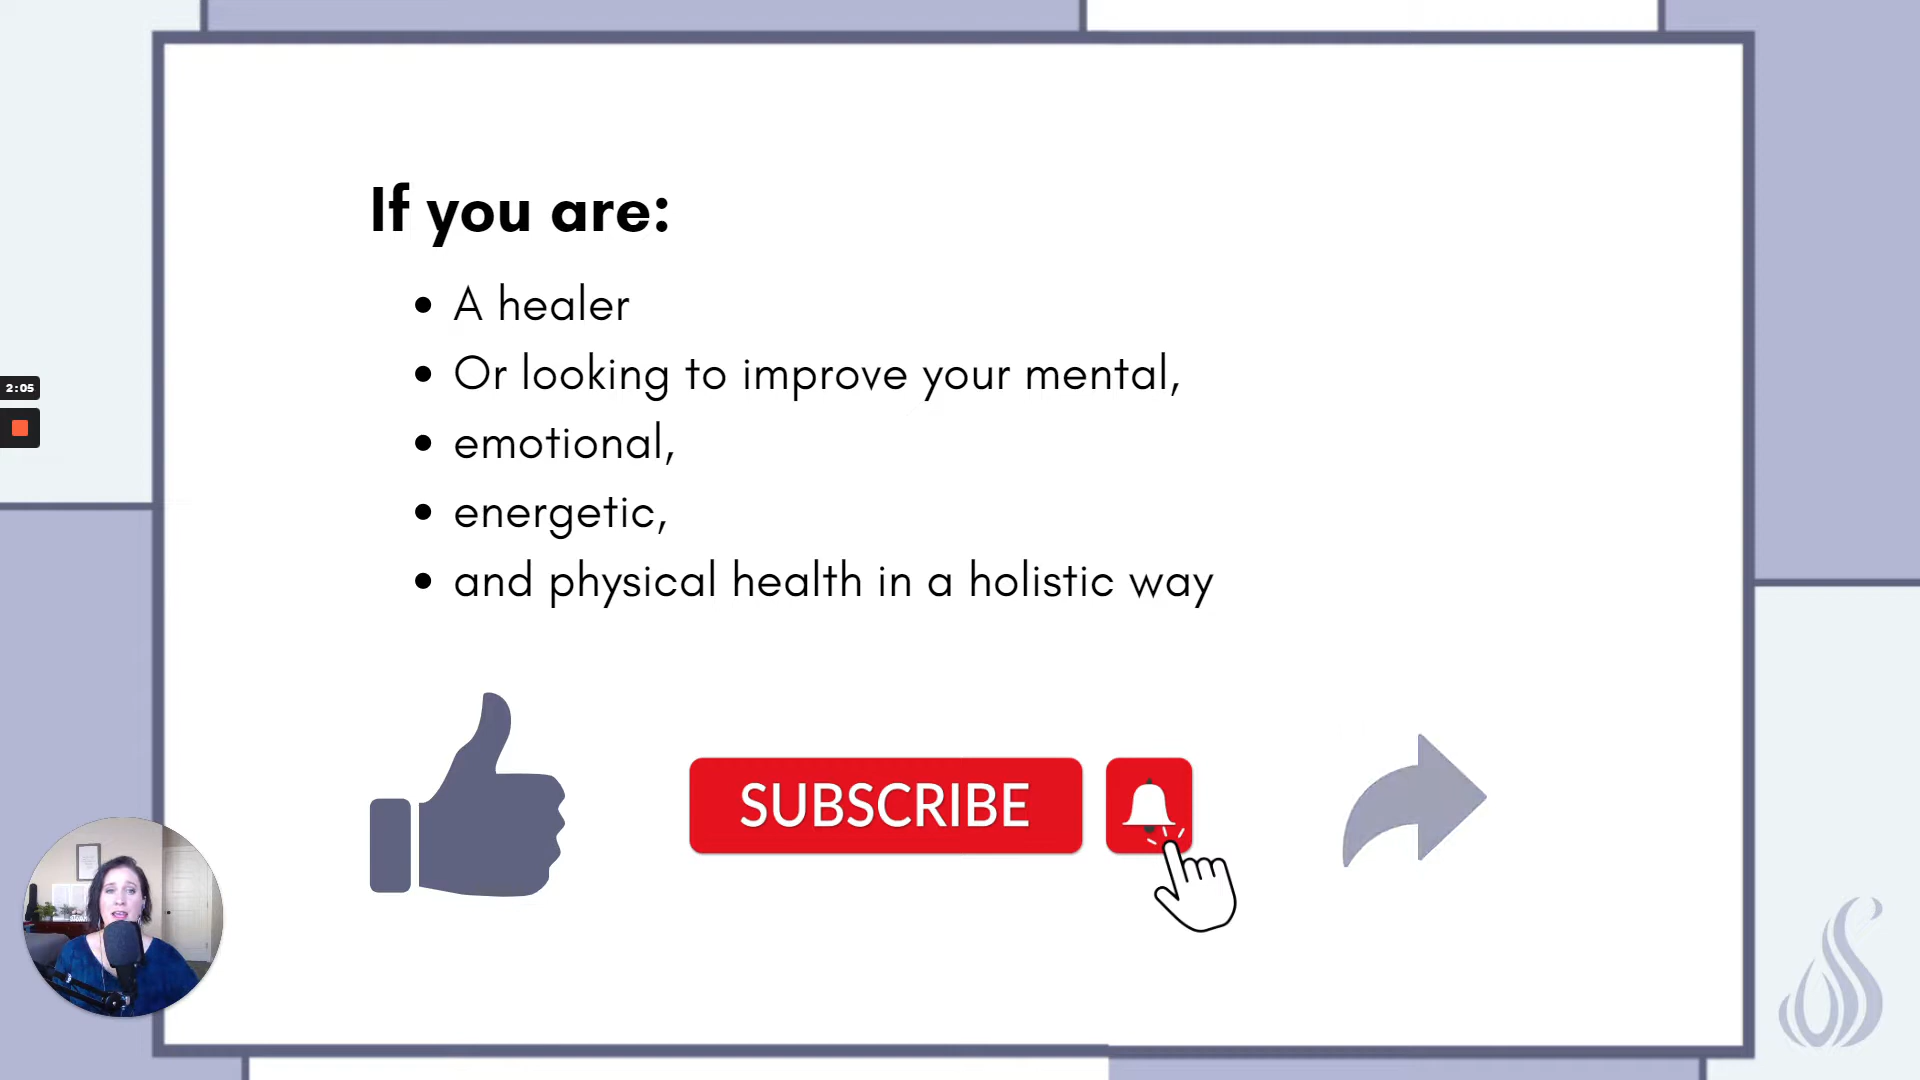 If you are:
A healer
Or looking to improve your mental,
emotional,
energetic,
and physical health in a holistic way
2:05
SUBSCRIBE